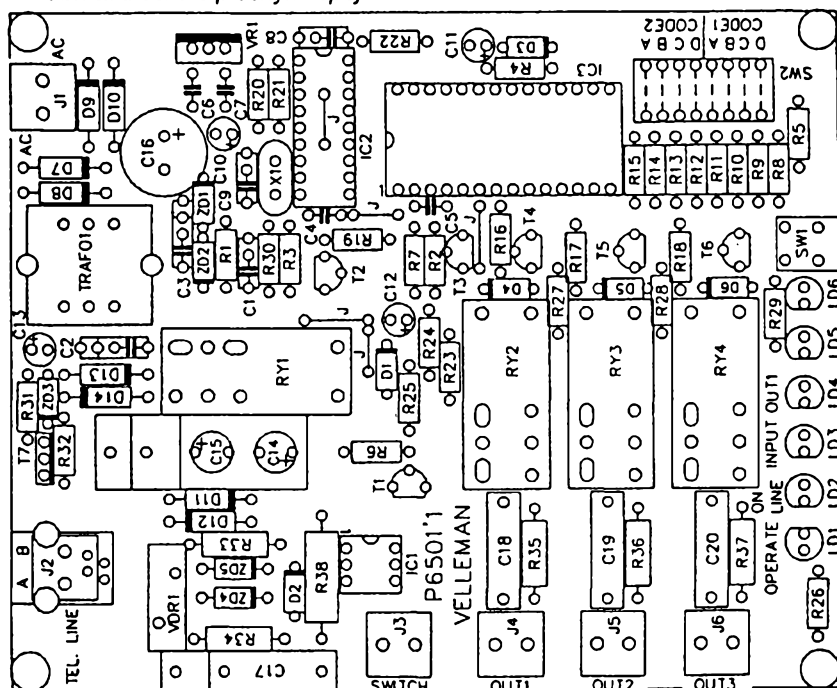 AC
J1
AC
D9
D10
D7
D8
C16
+
VR1
C6
C7
C10
+
R20
R21
C8
J
IC2
R22
C11
+
D3
R4
IC3
CODE2
CODE1
A B C D A B C D
SW2
R15
R14
R13
R12
R11
R10
R9
R8
R5
TRAFO1
ZD1
C9
X1
ZD2
C3
R1
C1
R30
R3
C4
J
R19
T2
R7
R2
C5
J
T3
R16
T4
R17
T5
R18
T6
SW1
C13
+
C2
D13
D14
R31
ZD3
R32
T7
RY1
J
J
C12
+
D1
R24
R23
R25
D4
R27
D5
R28
D6
R29
RY2
RY3
RY4
LD6
LD5
LD4
LD3
LD2
LD1
OUT1
INPUT
LINE
ON
OPERATE
C15
+
C14
+
R6
T1
D11
D12
R33
ZD5
ZD4
VDR1
R34
C17
D2
R38
IC1
P6501'1
VELLEMAN
C18
R35
C19
R36
C20
R37
R26
A B
J2
TEL. LINE
J3
SWITCH
J4
OUT1
J5
OUT2
J6
OUT3